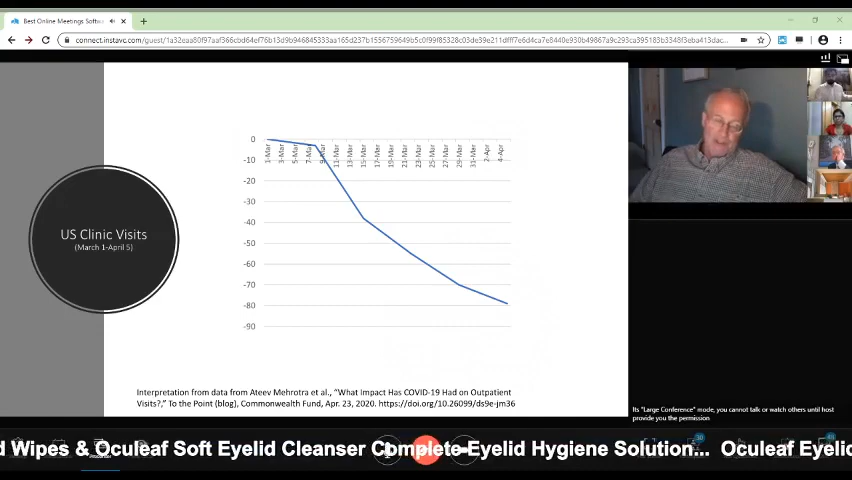 Best Online Meetings Softw
US Clinic Visits
(March 1-April 5)
0
-10
-20
-30
-40
-50
-60
-70
-80
-90
1-Mar
3-Mar
5-Mar
7-Mar
9-Mar
11-Mar
13-Mar
15-Mar
17-Mar
19-Mar
21-Mar
23-Mar
25-Mar
27-Mar
29-Mar
31-Mar
2-Apr
4-Apr
Interpretation from data from Ateev Mehrotra et al., "What Impact Has COVID-19 Had on Outpatient
Visits?," To the Point (blog), Commonwealth Fund, Apr. 23, 2020. https://doi.org/10.26099/ds9e-jm36
Its "Large Conference" mode, you cannot talk or watch others until host
provide you the permission
d Wipes & Oculeaf Soft Eyelid Cleanser Complete Eyelid Hygiene Solution... Oculeaf Eyelid